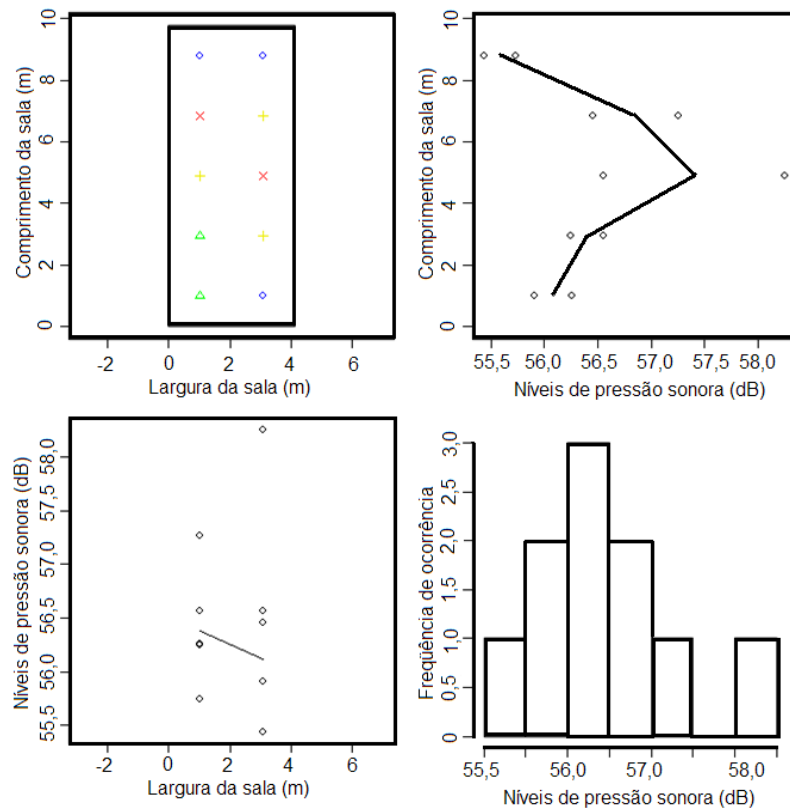 Comprimento da sala (m)
10
8
6
4
2
0
-2 0 2 4 6
Largura da sala (m)
Comprimento da sala (m)
10
8
6
4
2
0
55,5 56,0 56,5 57,0 57,5 58,0
Níveis de pressão sonora (dB)
Níveis de pressão sonora (dB)
58,0
57,5
57,0
56,5
56,0
55,5
-2 0 2 4 6
Largura da sala (m)
Freqüência de ocorrência
3,0
2,5
2,0
1,5
1,0
0,5
0
55,5 56,0 57,0 58,0
Níveis de pressão sonora (dB)